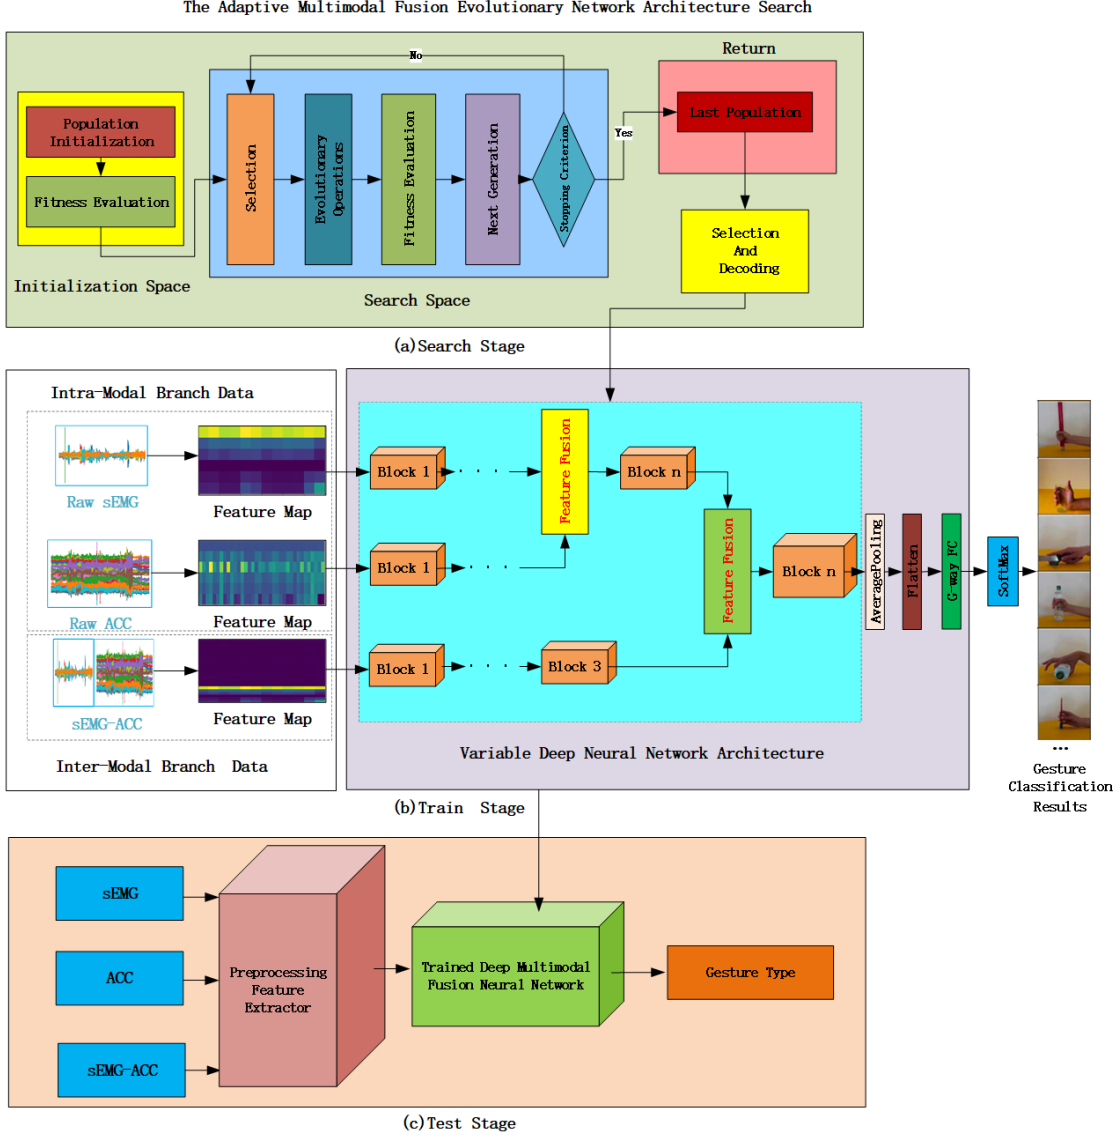 The Adaptive Multimodal Fusion Evolutionary Network Architecture Search
Return
No
Population
Initialization
Fitness Evaluation
Selection
Evolutionary
Operations
Fitness Evaluation
Next Generation
Stopping Criterion
Yes
Last Population
Selection
And
Decoding
Initialization Space
Search Space
(a)Search Stage
Intra-Modal Branch Data
Raw sEMG
Feature Map
Raw ACC
Feature Map
sEMG-ACC
Feature Map
Inter-Modal Branch Data
Block 1
· · ·
Feature Fusion
Block n
Block 1
· · ·
Feature Fusion
Block n
Block 1
· · ·
Block 3
AveragePooling
Flatten
G-way FC
SoftMax
Variable Deep Neural Network Architecture
...
Gesture
Classification
Results
(b)Train Stage
sEMG
ACC
sEMG-ACC
Preprocessing
Feature
Extractor
Trained Deep Multimodal
Fusion Neural Network
Gesture Type
(c)Test Stage